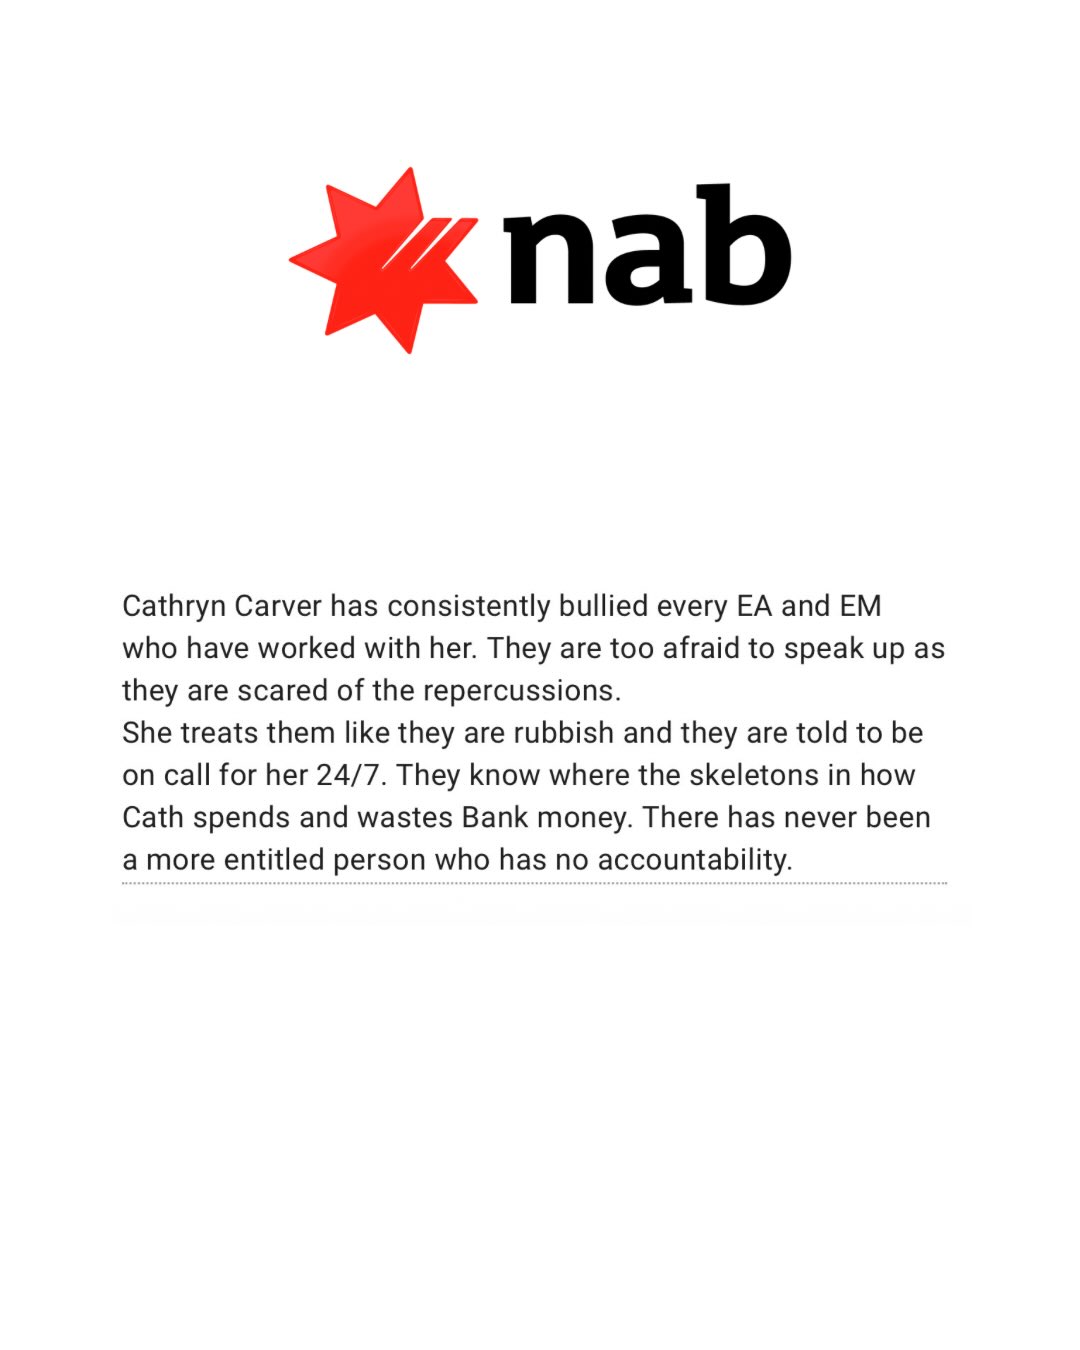 nab
Cathryn Carver has consistently bullied every EA and EM
who have worked with her. They are too afraid to speak up as
they are scared of the repercussions.
She treats them like they are rubbish and they are told to be
on call for her 24/7. They know where the skeletons in how
Cath spends and wastes Bank money. There has never been
a more entitled person who has no accountability.